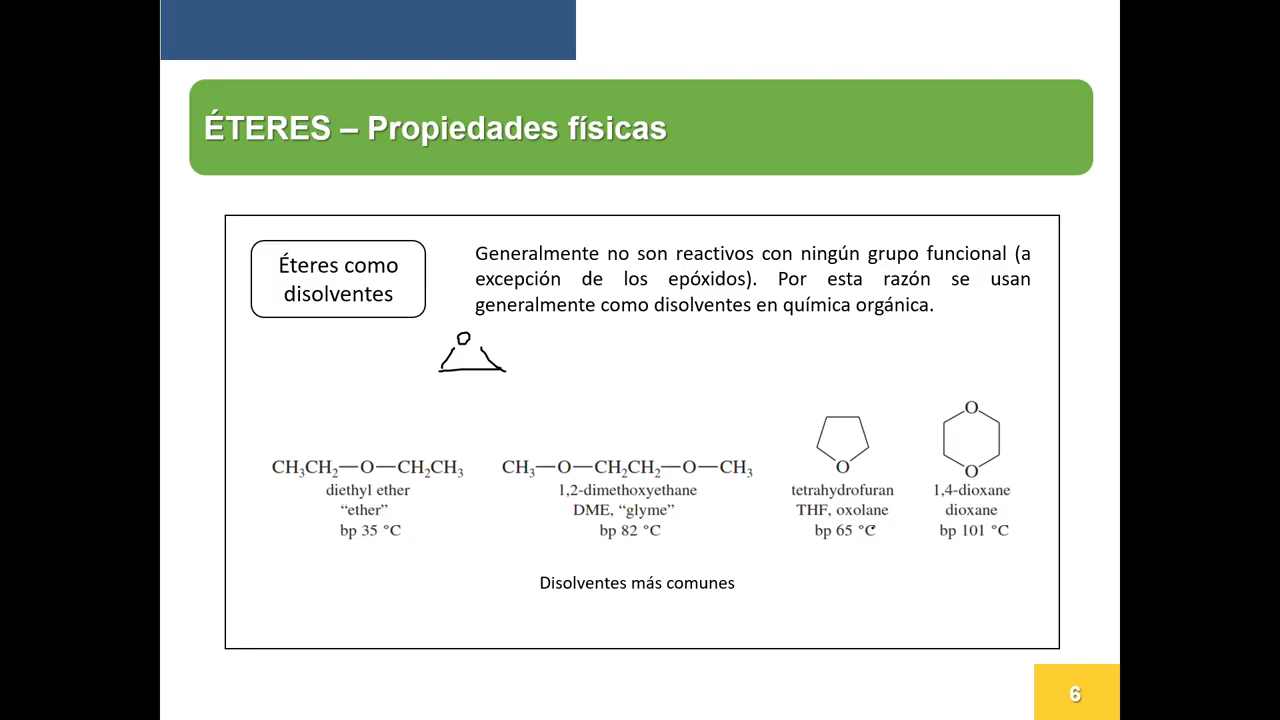 ÉTERES – Propiedades físicas
Éteres como
disolventes
Generalmente no son reactivos con ningún grupo funcional (a
excepción de los epóxidos). Por esta razón se usan
generalmente como disolventes en química orgánica.
O
CH₃CH₂—O—CH₂CH₃
diethyl ether
“ether”
bp 35 °C
CH₃—O—CH₂CH₂—O—CH₃
1,2-dimethoxyethane
DME, “glyme”
bp 82 °C
O
tetrahydrofuran
THF, oxolane
bp 65 °C
O
O
1,4-dioxane
dioxane
bp 101 °C
Disolventes más comunes
6